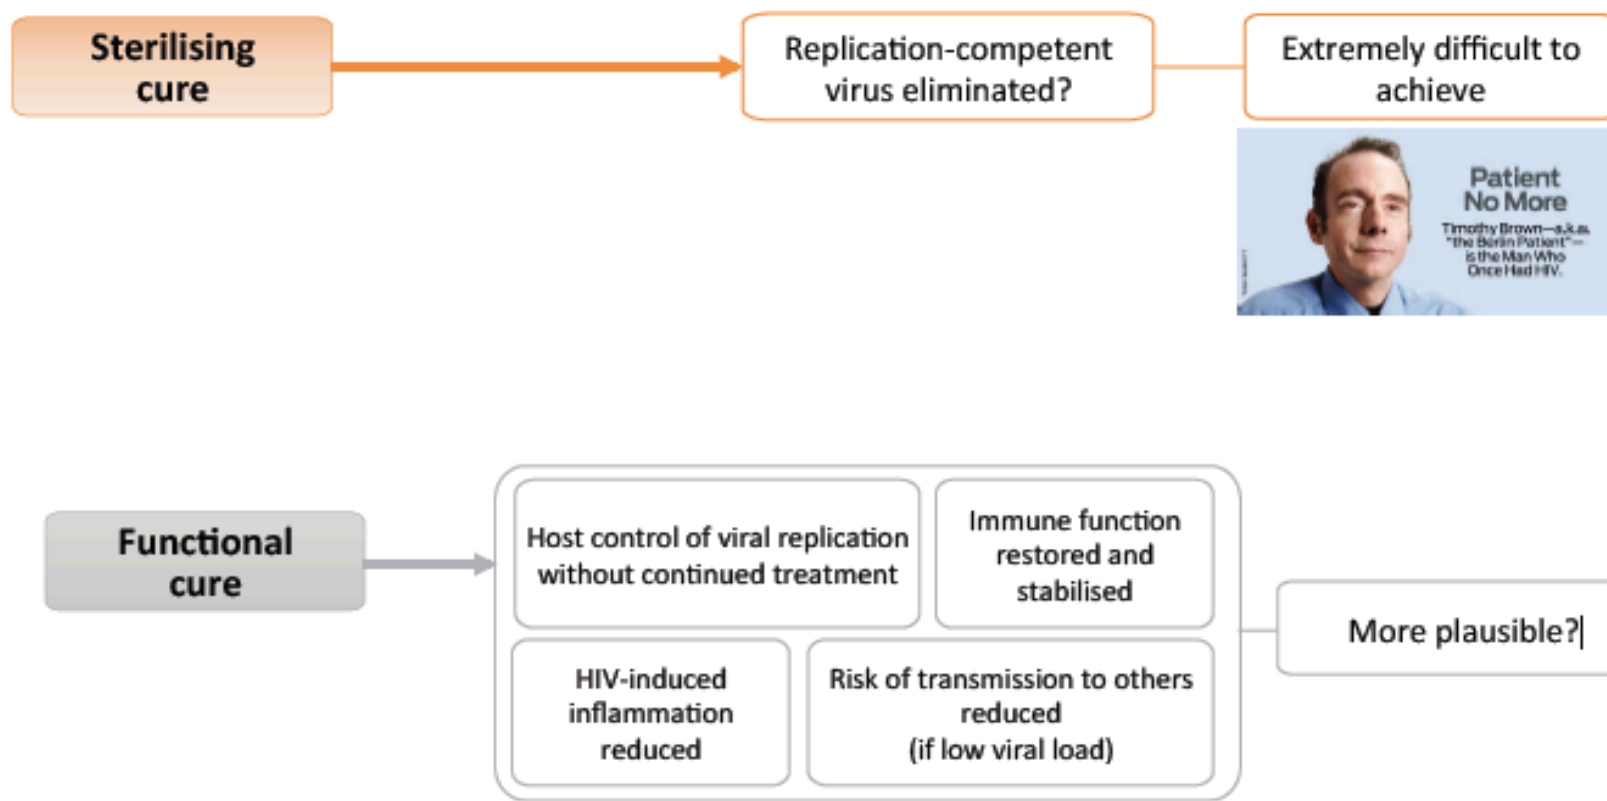 Sterilising
cure
Replication-competent
virus eliminated?
Extremely difficult to
achieve
Patient
No More
Timothy Brown—a.k.a.
"the Berlin Patient"—
is the Man Who
Once Had HIV.
Functional
cure
Host control of viral replication
without continued treatment
Immune function
restored and
stabilised
HIV-induced
inflammation
reduced
Risk of transmission to others
reduced
(if low viral load)
More plausible?